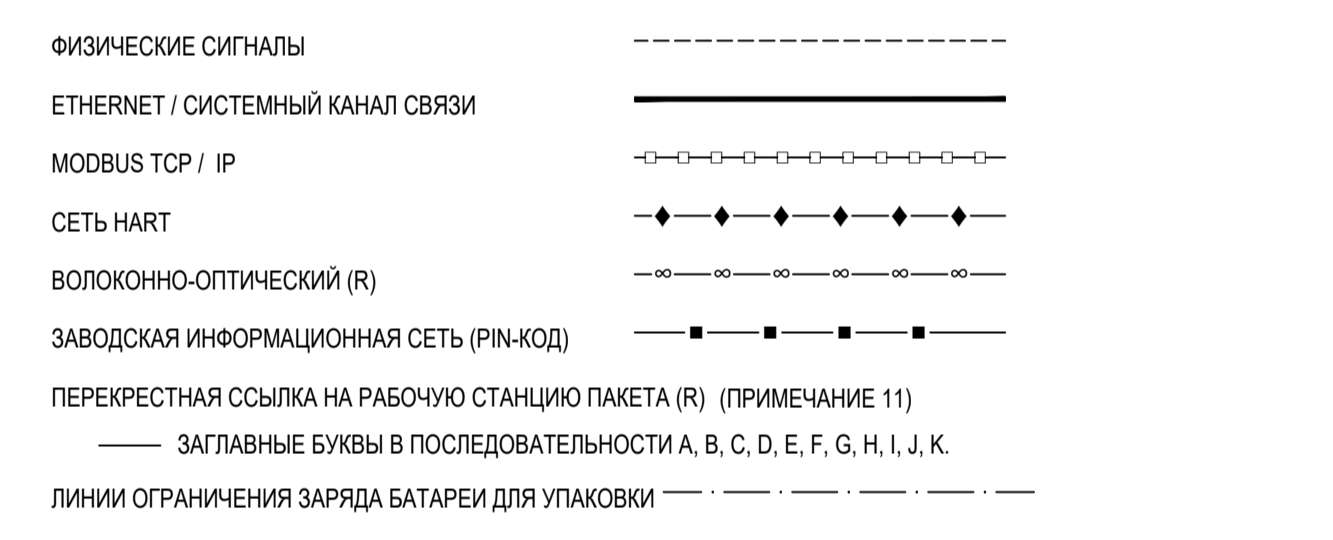 ФИЗИЧЕСКИЕ СИГНАЛЫ
ETHERNET / СИСТЕМНЫЙ КАНАЛ СВЯЗИ
MODBUS TCP / IP
СЕТЬ HART
ВОЛОКОННО-ОПТИЧЕСКИЙ (R)
ЗАВОДСКАЯ ИНФОРМАЦИОННАЯ СЕТЬ (PIN-КОД)
ПЕРЕКРЕСТНАЯ ССЫЛКА НА РАБОЧУЮ СТАНЦИЮ ПАКЕТА (R) (ПРИМЕЧАНИЕ 11)
ЗАГЛАВНЫЕ БУКВЫ В ПОСЛЕДОВАТЕЛЬНОСТИ A, B, C, D, E, F, G, H, I, J, K.
ЛИНИИ ОГРАНИЧЕНИЯ ЗАРЯДА БАТАРЕИ ДЛЯ УПАКОВКИ